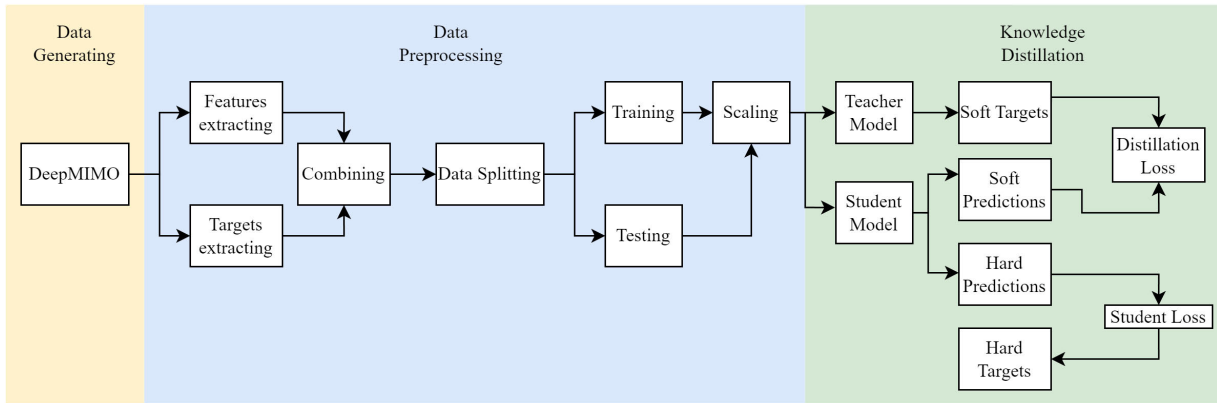 Data
Generating
Data
Preprocessing
Knowledge
Distillation
DeepMIMO
Features
extracting
Targets
extracting
Combining
Data Splitting
Training
Testing
Scaling
Teacher
Model
Student
Model
Soft Targets
Soft
Predictions
Hard
Predictions
Hard
Targets
Distillation
Loss
Student Loss